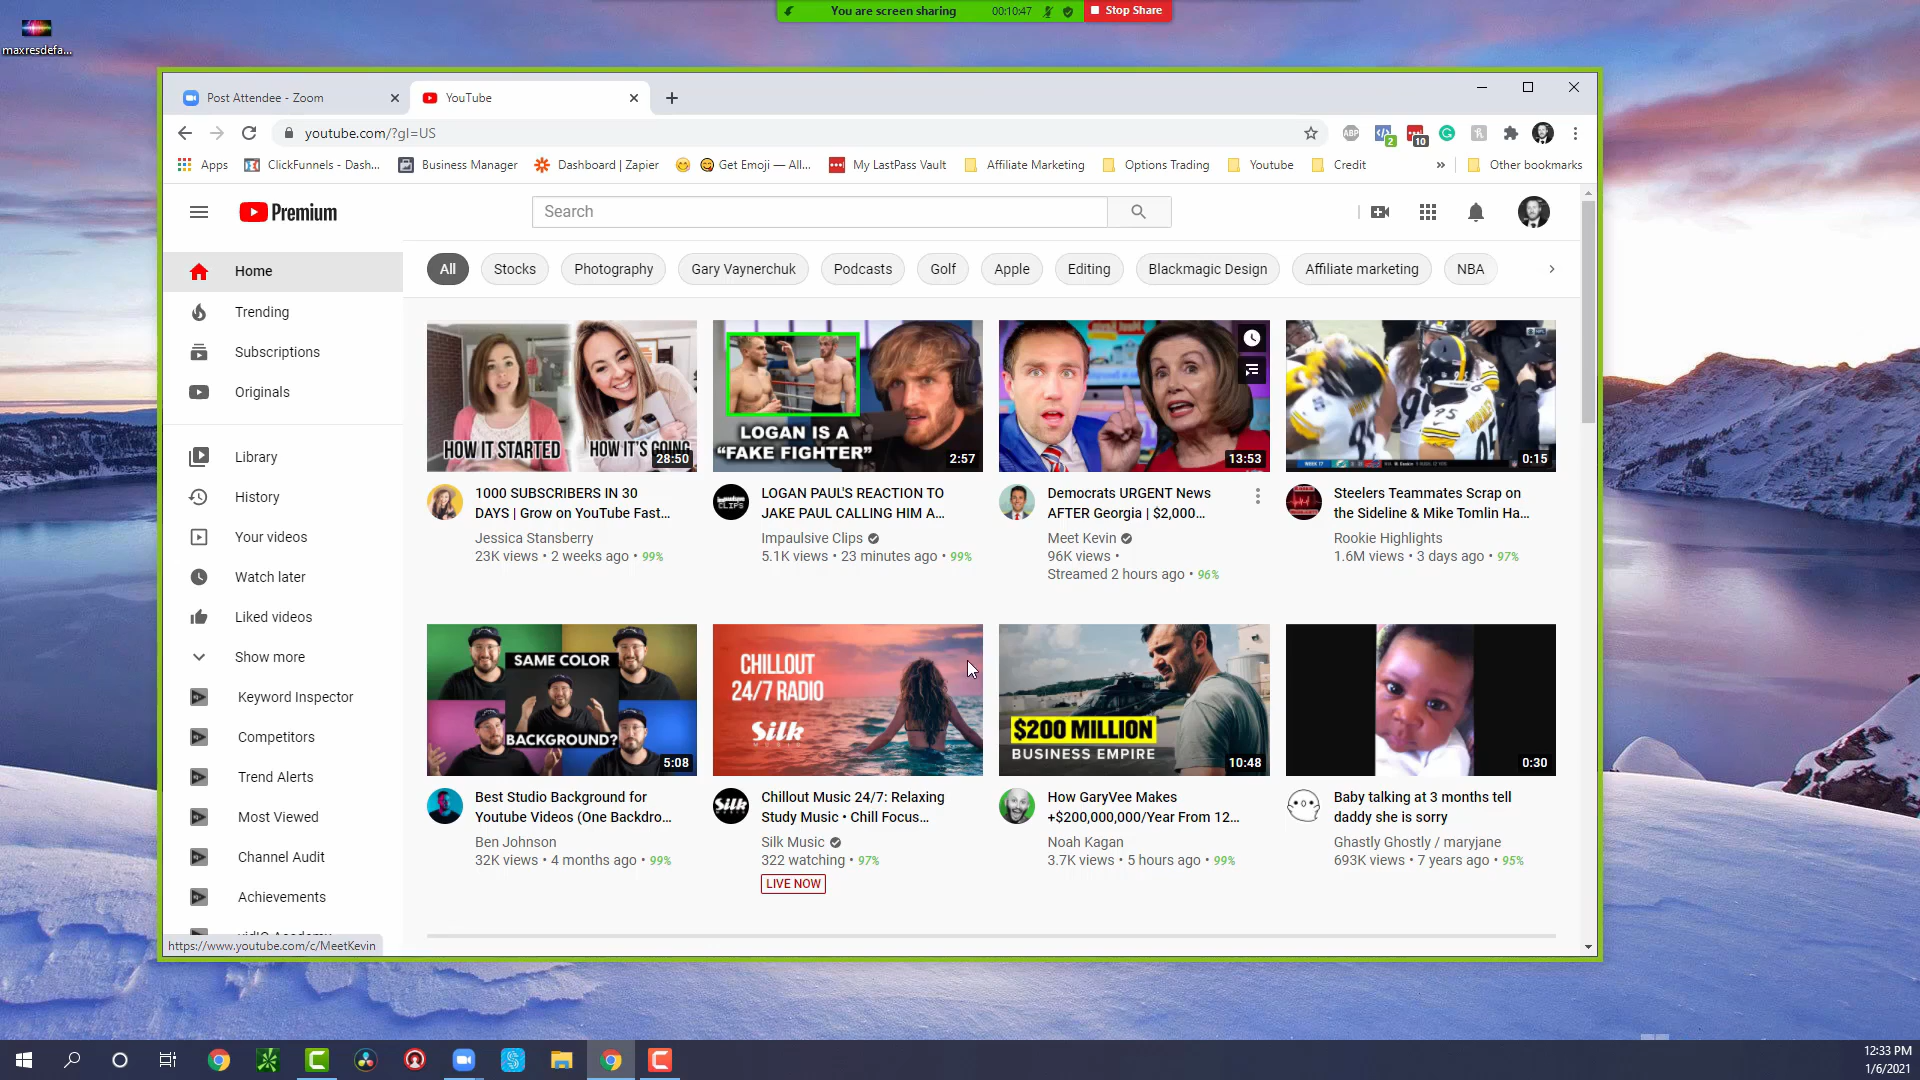 You are screen sharing 00:10:47 Stop Share
maxresdefa...
Post Attendee - Zoom
YouTube
youtube.com/?gl=US
ABP
2
10
Apps
ClickFunnels - Dash...
Business Manager
Dashboard | Zapier
Get Emoji — All...
My LastPass Vault
Affiliate Marketing
Options Trading
Youtube
Credit
»
Other bookmarks
Premium
Search
Home
Trending
Subscriptions
Originals
Library
History
Your videos
Watch later
Liked videos
Show more
Keyword Inspector
Competitors
Trend Alerts
Most Viewed
Channel Audit
Achievements
All
Stocks
Photography
Gary Vaynerchuk
Podcasts
Golf
Apple
Editing
Blackmagic Design
Affiliate marketing
NBA
HOW IT STARTED
HOW IT'S GOING
28:50
1000 SUBSCRIBERS IN 30
DAYS | Grow on YouTube Fast...
Jessica Stansberry
23K views • 2 weeks ago • 99%
LOGAN IS A
"FAKE FIGHTER"
2:57
LOGAN PAUL'S REACTION TO
JAKE PAUL CALLING HIM A...
Impaulsive Clips
5.1K views • 23 minutes ago • 99%
13:53
Democrats URGENT News
AFTER Georgia | $2,000...
Meet Kevin
96K views •
Streamed 2 hours ago • 96%
95
0:15
Steelers Teammates Scrap on
the Sideline & Mike Tomlin Ha...
Rookie Highlights
1.6M views • 3 days ago • 97%
SAME COLOR
BACKGROUND?
5:08
Best Studio Background for
Youtube Videos (One Backdro...
Ben Johnson
32K views • 4 months ago • 99%
CHILLOUT
24/7 RADIO
Silk
MUSIC
Silk
Chillout Music 24/7: Relaxing
Study Music • Chill Focus...
Silk Music
322 watching • 97%
LIVE NOW
$200 MILLION
BUSINESS EMPIRE
10:48
How GaryVee Makes
+$200,000,000/Year From 12...
Noah Kagan
3.7K views • 5 hours ago • 99%
0:30
Baby talking at 3 months tell
daddy she is sorry
Ghastly Ghostly / maryjane
693K views • 7 years ago • 95%
https://www.youtube.com/c/MeetKevin
12:33 PM
1/6/2021